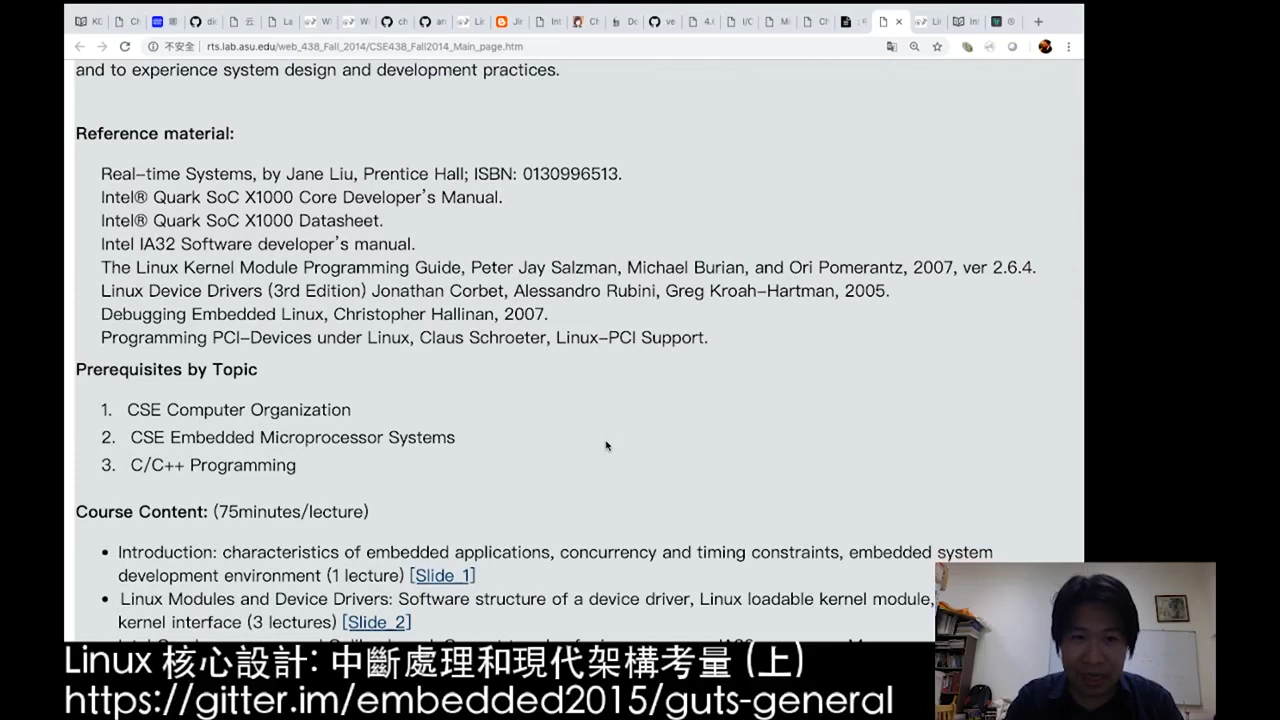 不安全 rts.lab.asu.edu/web_438_Fall_2014/CSE438_Fall2014_Main_page.htm
and to experience system design and development practices.
Reference material:
Real-time Systems, by Jane Liu, Prentice Hall; ISBN: 0130996513.
Intel® Quark SoC X1000 Core Developer's Manual.
Intel® Quark SoC X1000 Datasheet.
Intel IA32 Software developer's manual.
The Linux Kernel Module Programming Guide, Peter Jay Salzman, Michael Burian, and Ori Pomerantz, 2007, ver 2.6.4.
Linux Device Drivers (3rd Edition) Jonathan Corbet, Alessandro Rubini, Greg Kroah-Hartman, 2005.
Debugging Embedded Linux, Christopher Hallinan, 2007.
Programming PCI-Devices under Linux, Claus Schroeter, Linux-PCI Support.
Prerequisites by Topic
1. CSE Computer Organization
2. CSE Embedded Microprocessor Systems
3. C/C++ Programming
Course Content: (75minutes/lecture)
• Introduction: characteristics of embedded applications, concurrency and timing constraints, embedded system
development environment (1 lecture) [Slide_1]
• Linux Modules and Device Drivers: Software structure of a device driver, Linux loadable kernel module,
kernel interface (3 lectures) [Slide_2]
Linux 核心設計: 中斷處理和現代架構考量 (上)
https://gitter.im/embedded2015/guts-general